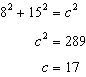 8² + 15² = c²
c² = 289
c = 17